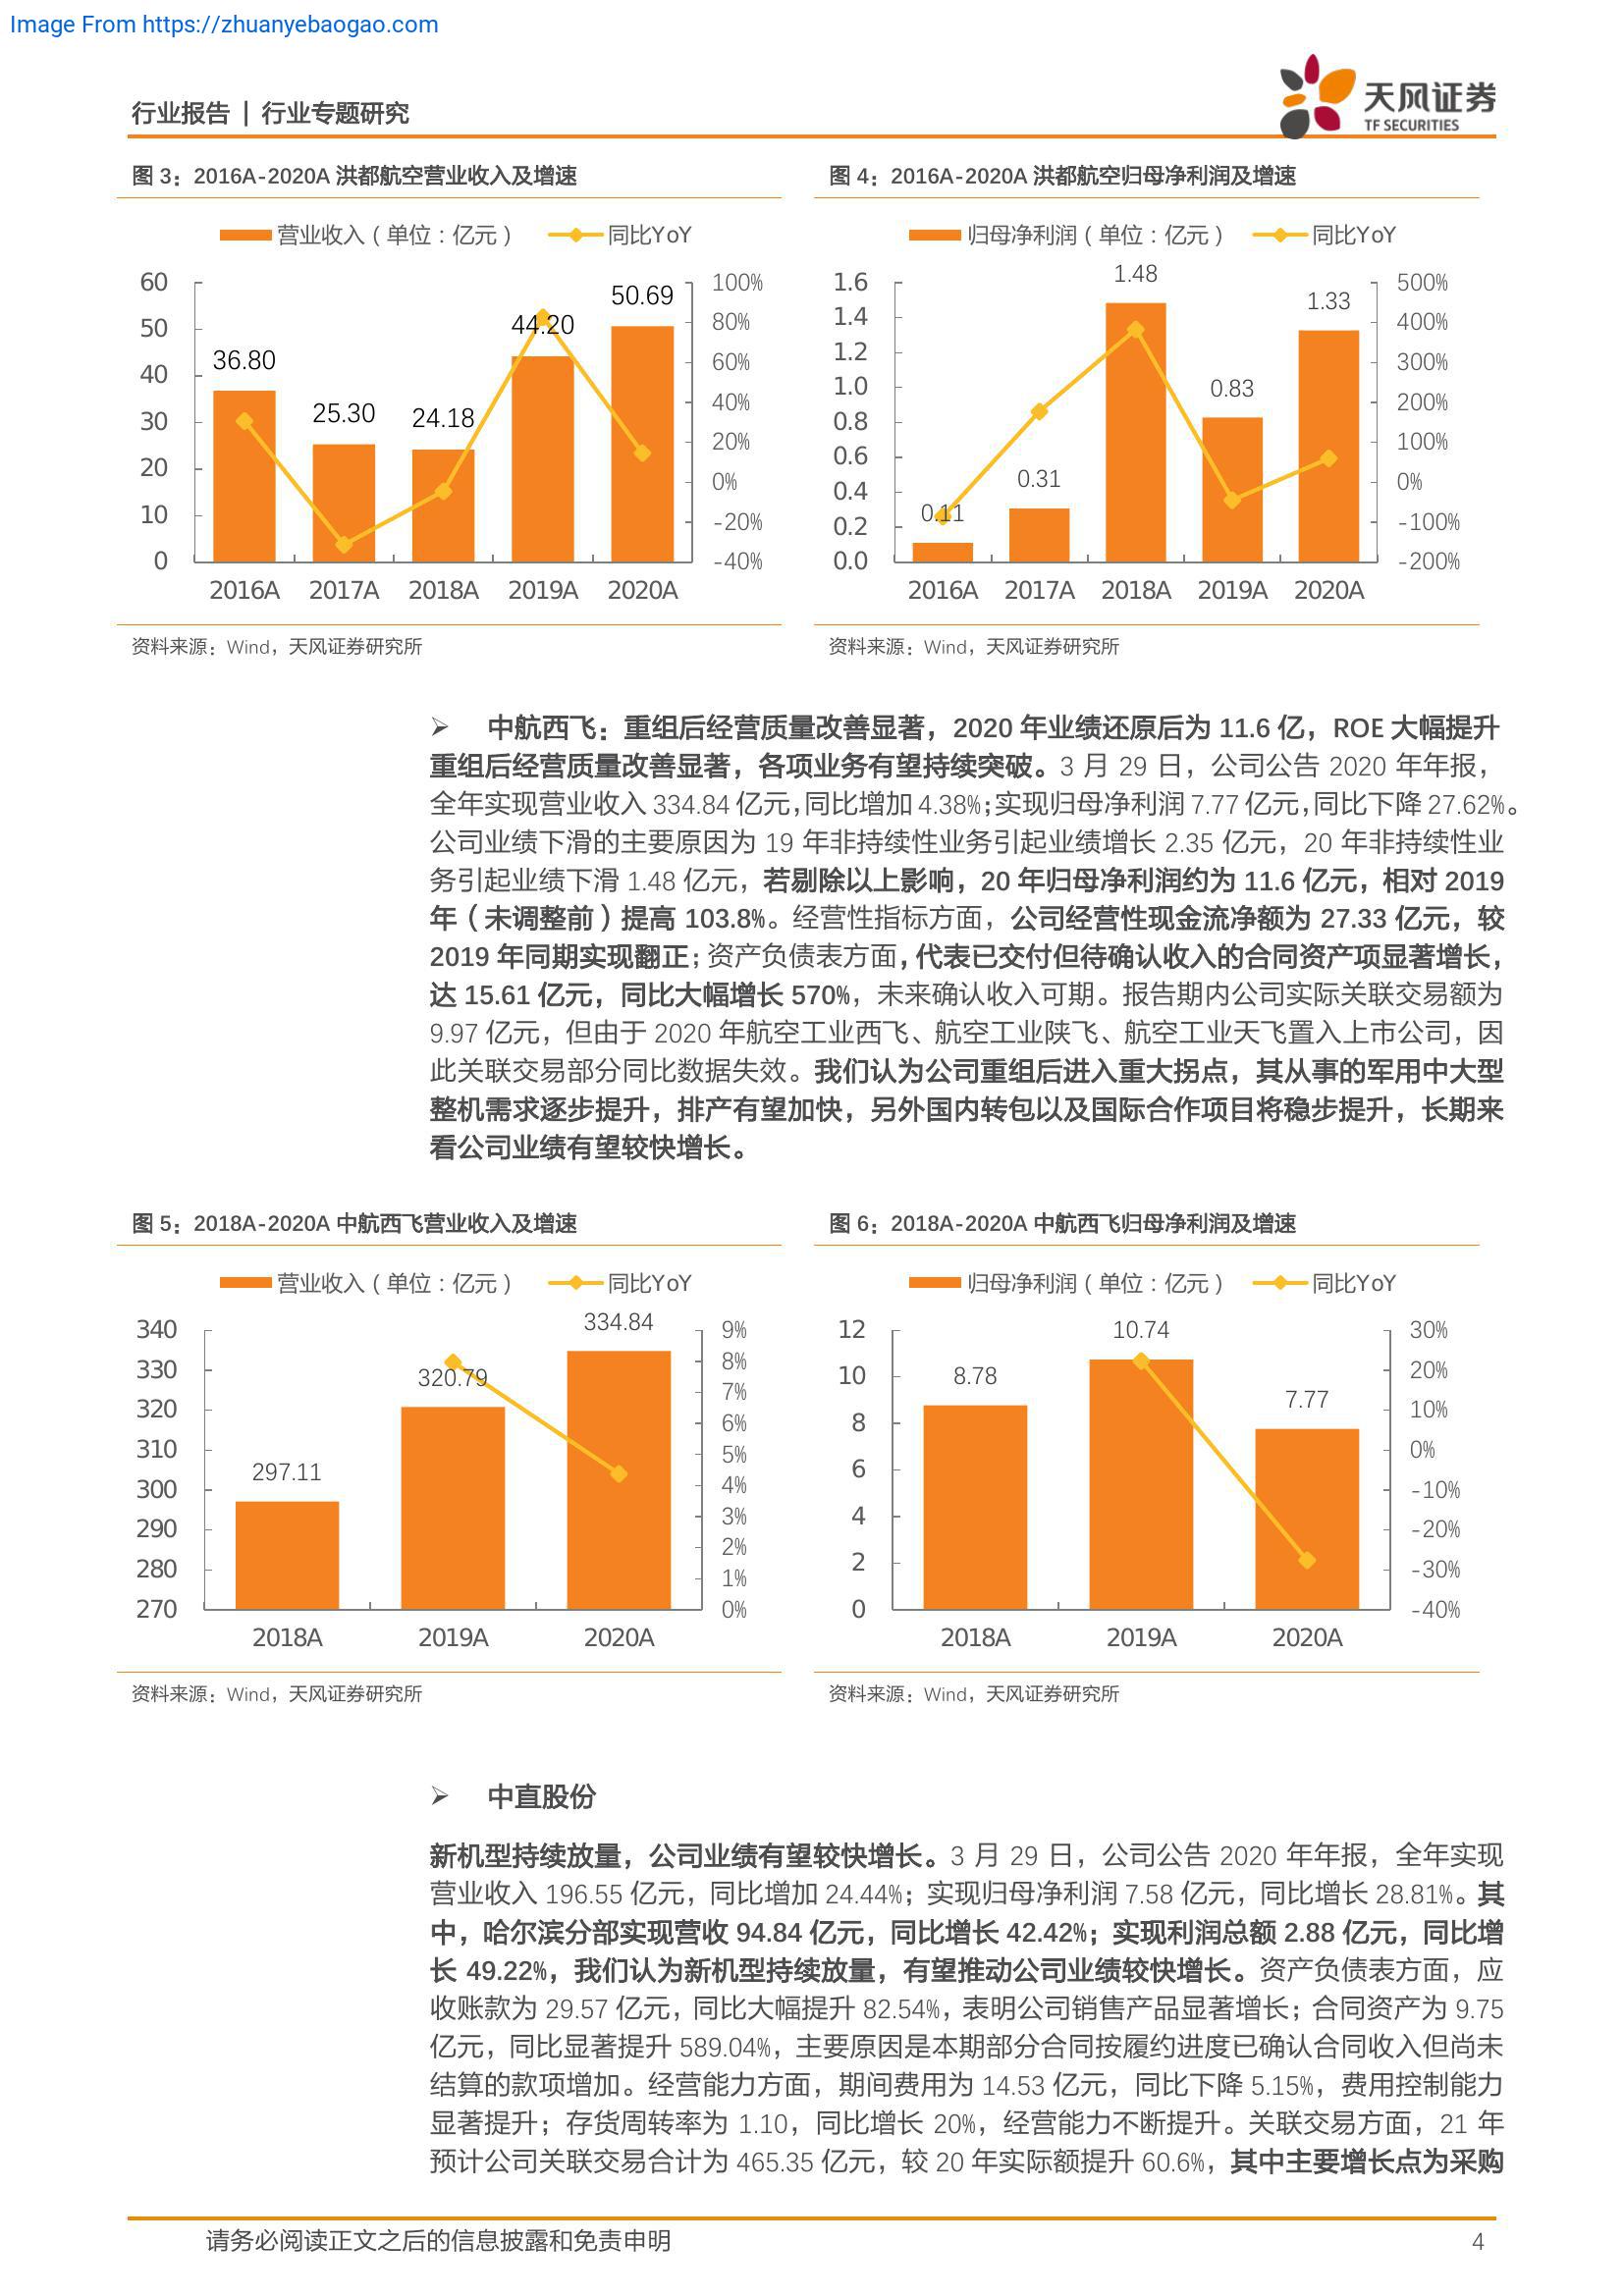 Image From https://zhuanyebaogao.com
行业报告 | 行业专题研究
天风证券
TF SECURITIES
图 3：2016A-2020A 洪都航空营业收入及增速
营业收入（单位：亿元） 同比YoY
60
50
40
30
20
10
0
100%
80%
60%
40%
20%
0%
-20%
-40%
36.80
25.30
24.18
44.20
50.69
2016A 2017A 2018A 2019A 2020A
资料来源：Wind，天风证券研究所
图 4：2016A-2020A 洪都航空归母净利润及增速
归母净利润（单位：亿元） 同比YoY
1.6
1.4
1.2
1.0
0.8
0.6
0.4
0.2
0.0
500%
400%
300%
200%
100%
0%
-100%
-200%
0.11
0.31
1.48
0.83
1.33
2016A 2017A 2018A 2019A 2020A
资料来源：Wind，天风证券研究所
➢ 中航西飞：重组后经营质量改善显著，2020 年业绩还原后为 11.6 亿，ROE 大幅提升
重组后经营质量改善显著，各项业务有望持续突破。3 月 29 日，公司公告 2020 年年报，
全年实现营业收入 334.84 亿元，同比增加 4.38%；实现归母净利润 7.77 亿元，同比下降 27.62%。
公司业绩下滑的主要原因为 19 年非持续性业务引起业绩增长 2.35 亿元，20 年非持续性业
务引起业绩下滑 1.48 亿元，若剔除以上影响，20 年归母净利润约为 11.6 亿元，相对 2019
年（未调整前）提高 103.8%。经营性指标方面，公司经营性现金流净额为 27.33 亿元，较
2019 年同期实现翻正；资产负债表方面，代表已交付但待确认收入的合同资产项显著增长，
达 15.61 亿元，同比大幅增长 570%，未来确认收入可期。报告期内公司实际关联交易额为
9.97 亿元，但由于 2020 年航空工业西飞、航空工业陕飞、航空工业天飞置入上市公司，因
此关联交易部分同比数据失效。我们认为公司重组后进入重大拐点，其从事的军用中大型
整机需求逐步提升，排产有望加快，另外国内转包以及国际合作项目将稳步提升，长期来
看公司业绩有望较快增长。
图 5：2018A-2020A 中航西飞营业收入及增速
营业收入（单位：亿元） 同比YoY
340
330
320
310
300
290
280
270
9%
8%
7%
6%
5%
4%
3%
2%
1%
0%
297.11
320.79
334.84
2018A 2019A 2020A
资料来源：Wind，天风证券研究所
图 6：2018A-2020A 中航西飞归母净利润及增速
归母净利润（单位：亿元） 同比YoY
12
10
8
6
4
2
0
30%
20%
10%
0%
-10%
-20%
-30%
-40%
8.78
10.74
7.77
2018A 2019A 2020A
资料来源：Wind，天风证券研究所
➢ 中直股份
新机型持续放量，公司业绩有望较快增长。3 月 29 日，公司公告 2020 年年报，全年实现
营业收入 196.55 亿元，同比增加 24.44%；实现归母净利润 7.58 亿元，同比增长 28.81%。其
中，哈尔滨分部实现营收 94.84 亿元，同比增长 42.42%；实现利润总额 2.88 亿元，同比增
长 49.22%，我们认为新机型持续放量，有望推动公司业绩较快增长。资产负债表方面，应
收账款为 29.57 亿元，同比大幅提升 82.54%，表明公司销售产品显著增长；合同资产为 9.75
亿元，同比显著提升 589.04%，主要原因是本期部分合同按履约进度已确认合同收入但尚未
结算的款项增加。经营能力方面，期间费用为 14.53 亿元，同比下降 5.15%，费用控制能力
显著提升；存货周转率为 1.10，同比增长 20%，经营能力不断提升。关联交易方面，21 年
预计公司关联交易合计为 465.35 亿元，较 20 年实际额提升 60.6%，其中主要增长点为采购
请务必阅读正文之后的信息披露和免责申明
4